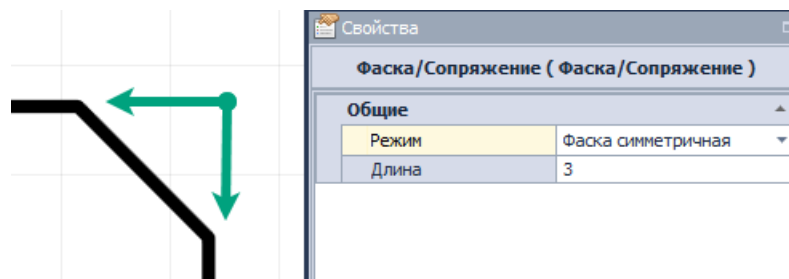 Свойства
Фаска/Сопряжение ( Фаска/Сопряжение )
Общие
Режим Фаска симметричная
Длина 3